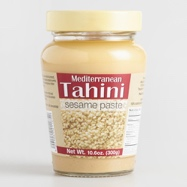 Mediterranean
Tahini
sesame paste
Net Wt. 10.6oz. (300g)